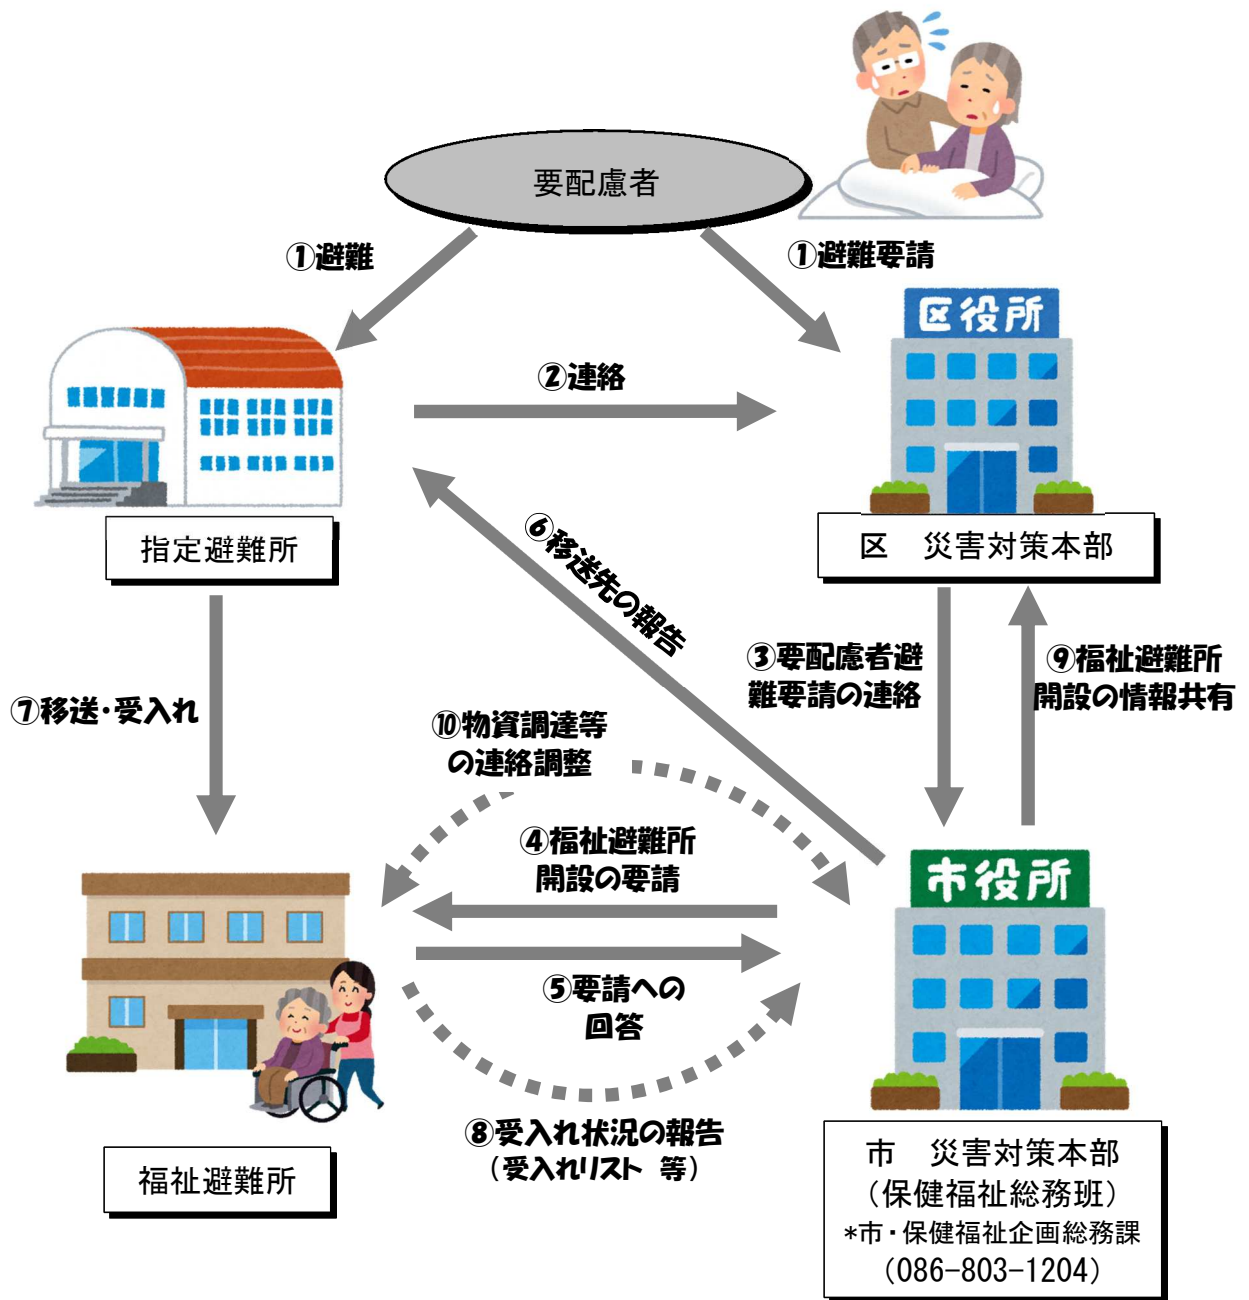 要配慮者
①避難
①避難要請
区役所
②連絡
指定避難所
区　災害対策本部
⑥移送先の報告
③要配慮者避
難要請の連絡
⑨福祉避難所
開設の情報共有
⑦移送・受入れ
⑩物資調達等
の連絡調整
④福祉避難所
開設の要請
市役所
⑤要請への
回答
⑧受入れ状況の報告
（受入れリスト　等）
福祉避難所
市　災害対策本部
（保健福祉総務班）
*市・保健福祉企画総務課
（086-803-1204）